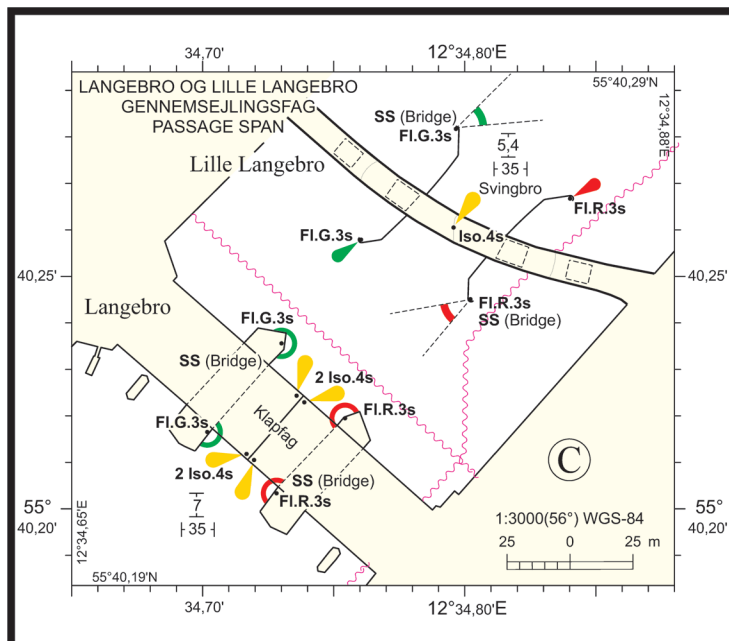 34,70'
12°34,80'E
LANGEBRO OG LILLE LANGEBRO
GENNEMSEJLINGSFAG
PASSAGE SPAN
55°40,29'N
12°34,88'E
SS (Bridge)
Fl.G.3s
5,4
35
Svingbro
Lille Langebro
Fl.R.3s
Fl.G.3s
Iso.4s
40,25'
40,25'
Langebro
Fl.R.3s
SS (Bridge)
Fl.G.3s
SS (Bridge)
2 Iso.4s
Fl.R.3s
Klapfag
Fl.G.3s
2 Iso.4s
SS (Bridge)
Fl.R.3s
C
7
35
12°34,65'E
55°
40,20'
55°
40,20'
1:3000(56°) WGS-84
25 0 25 m
55°40,19'N
34,70'
12°34,80'E